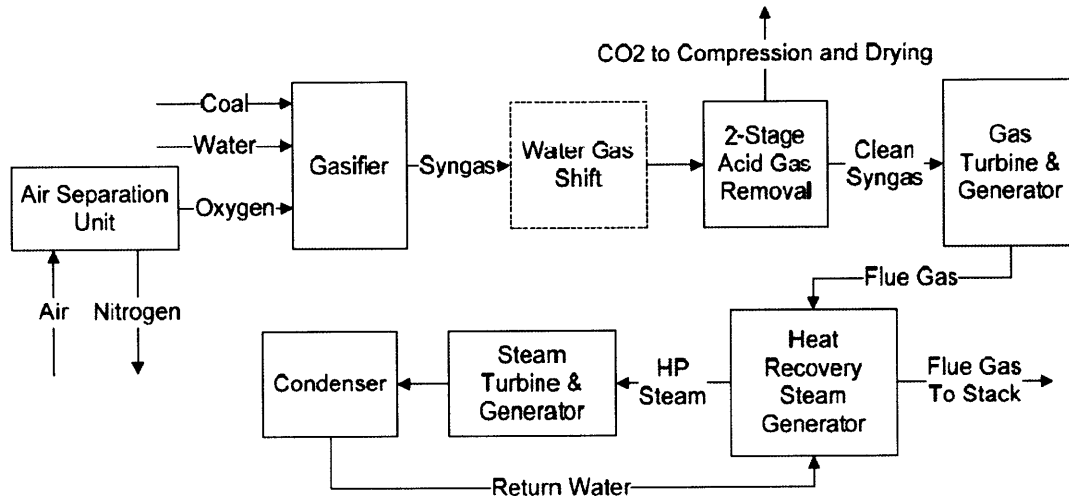 CO2 to Compression and Drying
Coal
Water
Oxygen
Air Separation
Unit
Air
Nitrogen
Gasifier
Syngas
Water Gas
Shift
2-Stage
Acid Gas
Removal
Clean
Syngas
Gas
Turbine &
Generator
Flue Gas
Heat
Recovery
Steam
Generator
Flue Gas
To Stack
HP
Steam
Steam
Turbine &
Generator
Condenser
Return Water